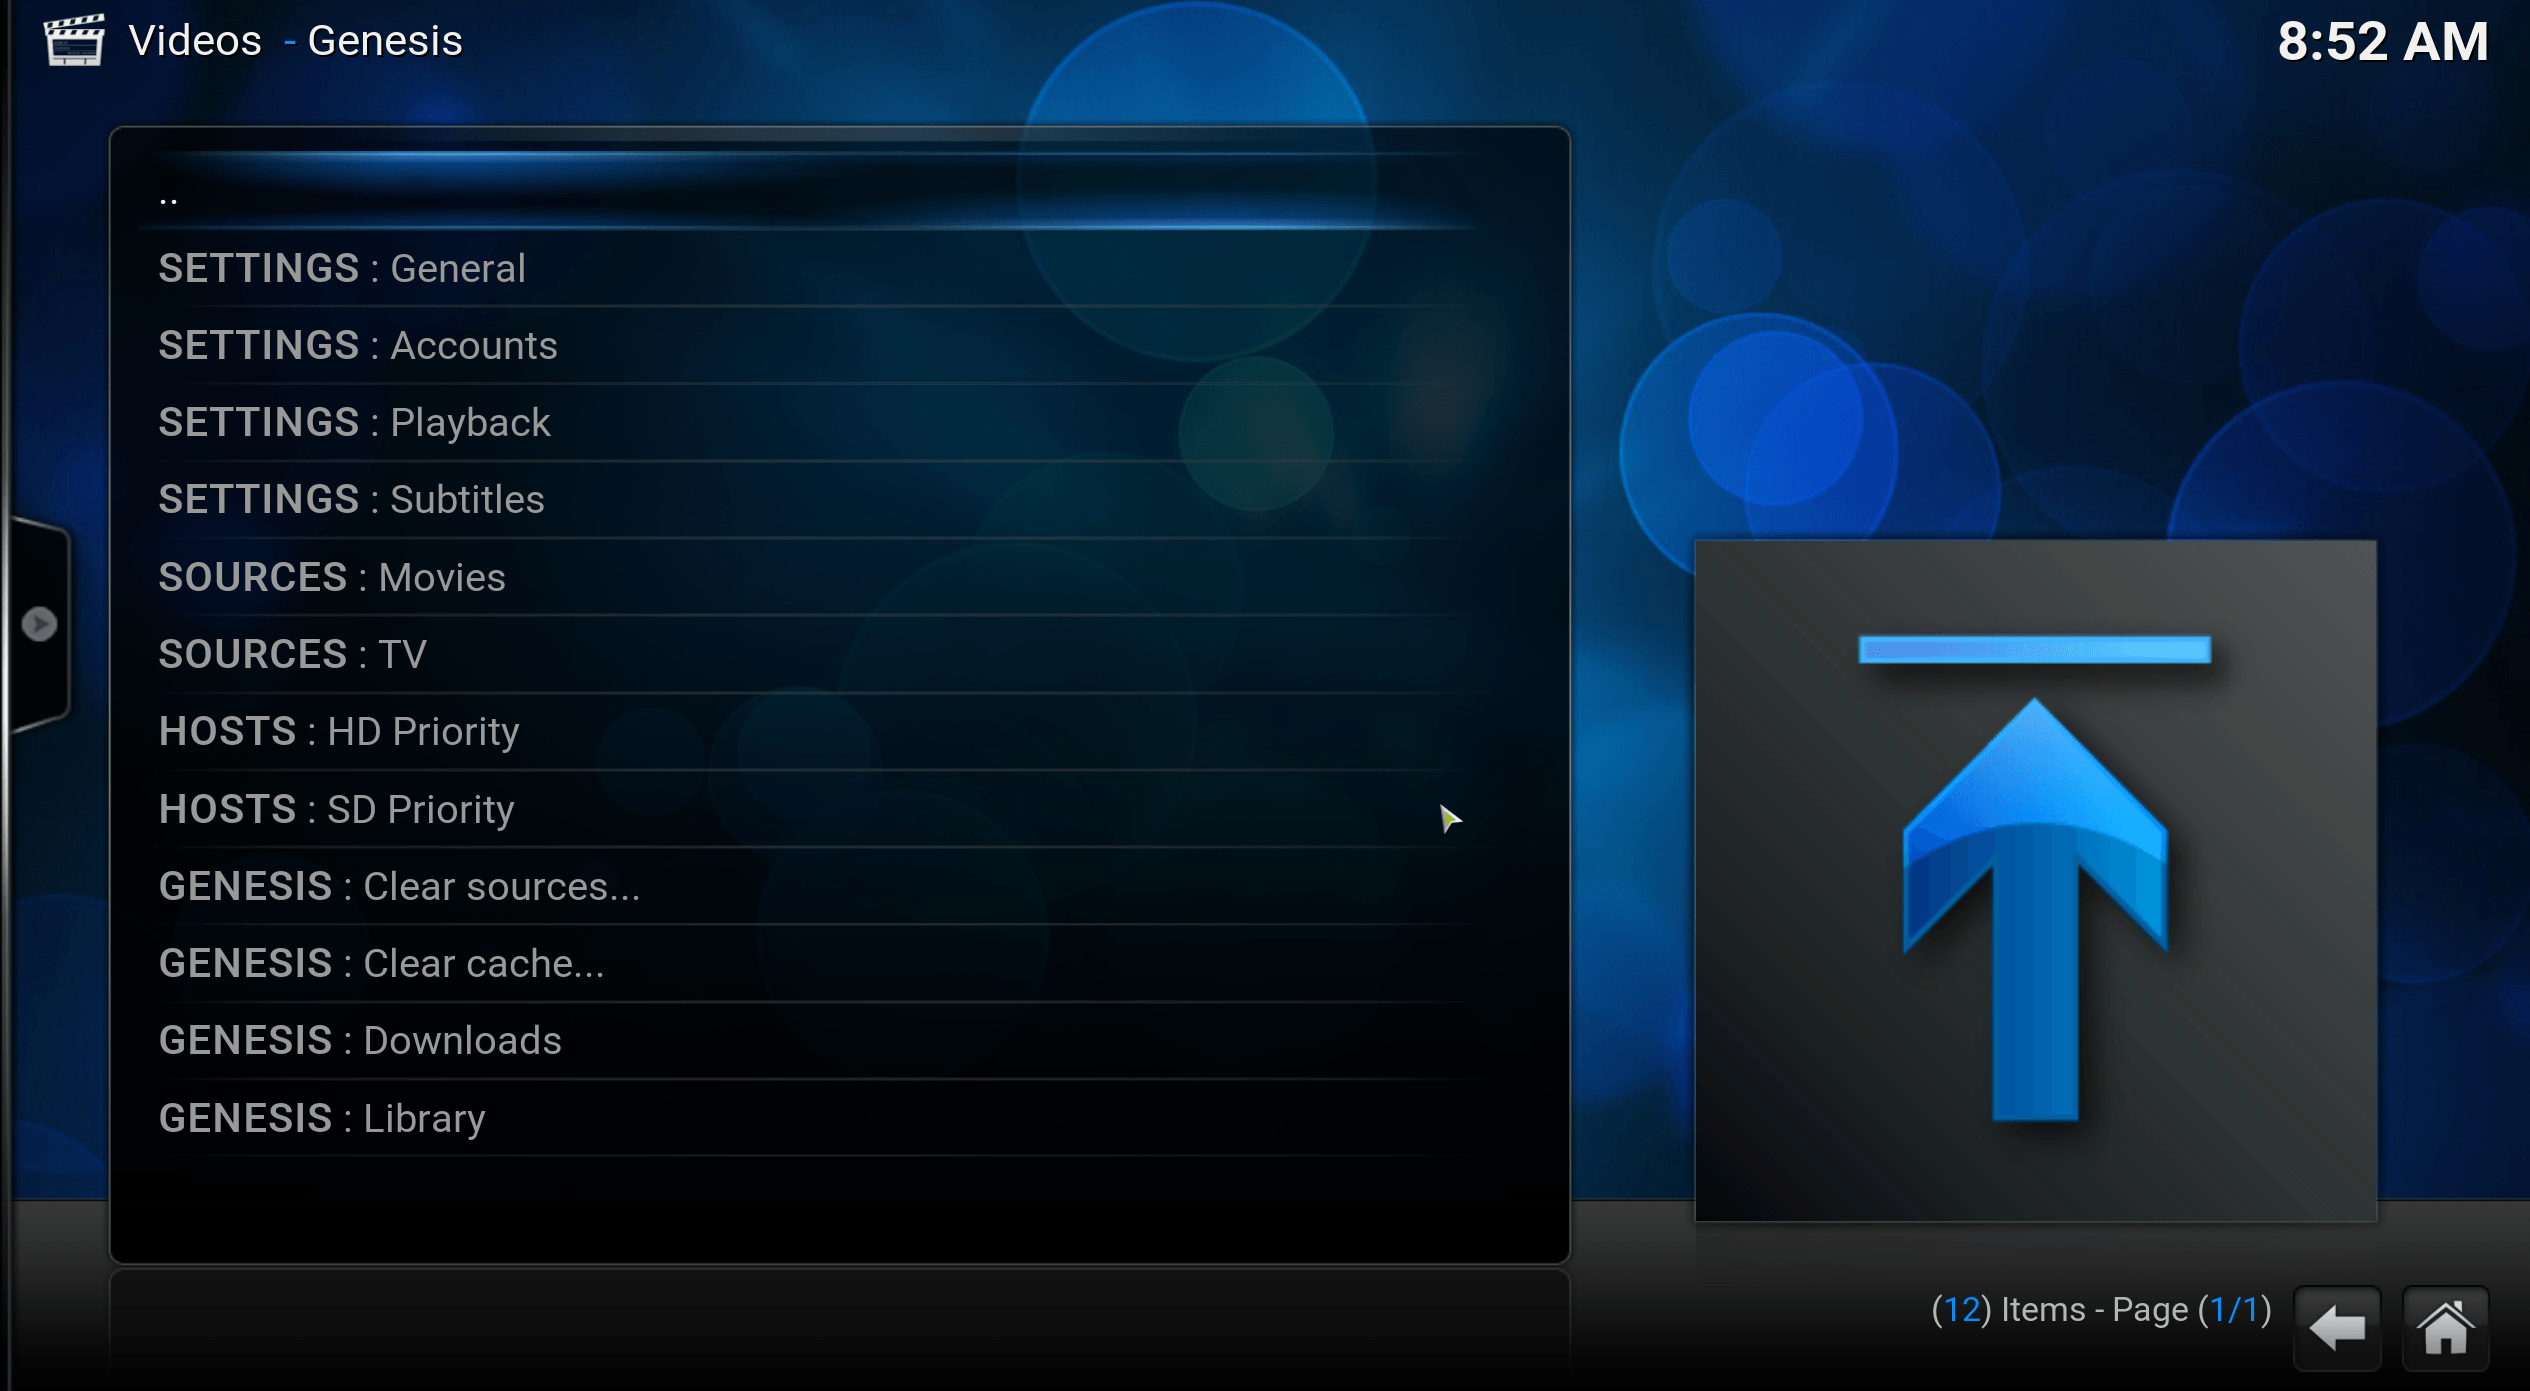 Videos - Genesis
8:52 AM
..
SETTINGS : General
SETTINGS : Accounts
SETTINGS : Playback
SETTINGS : Subtitles
SOURCES : Movies
SOURCES : TV
HOSTS : HD Priority
HOSTS : SD Priority
GENESIS : Clear sources...
GENESIS : Clear cache...
GENESIS : Downloads
GENESIS : Library
(12) Items - Page (1/1)